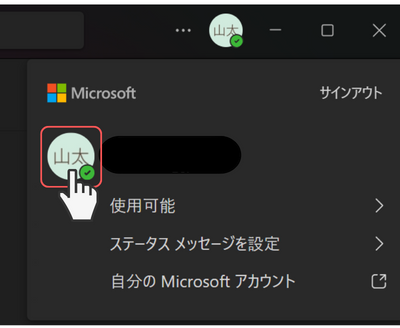 山太
Microsoft
サインアウト
山太
使用可能
ステータス メッセージを設定
自分の Microsoft アカウント